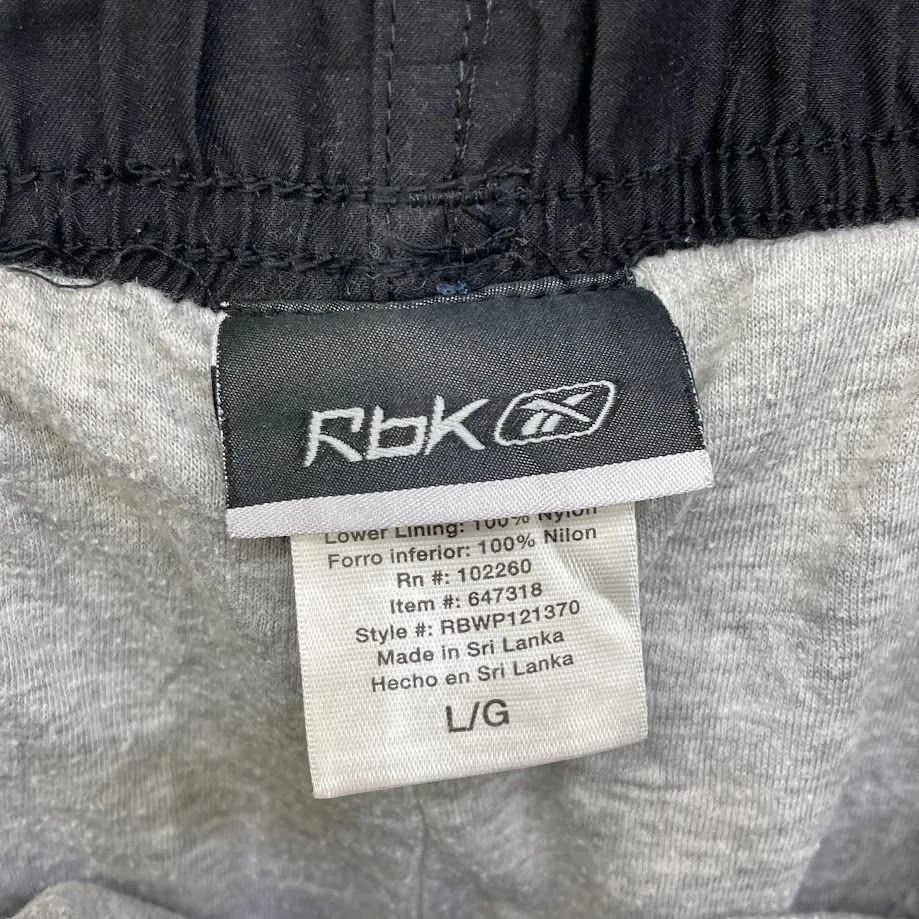 Rbk
Lower Lining: 100% Nylon
Forro inferior: 100% Nilon
Rn #: 102260
Item #: 647318
Style #: RBWP121370
Made in Sri Lanka
Hecho en Sri Lanka
L/G